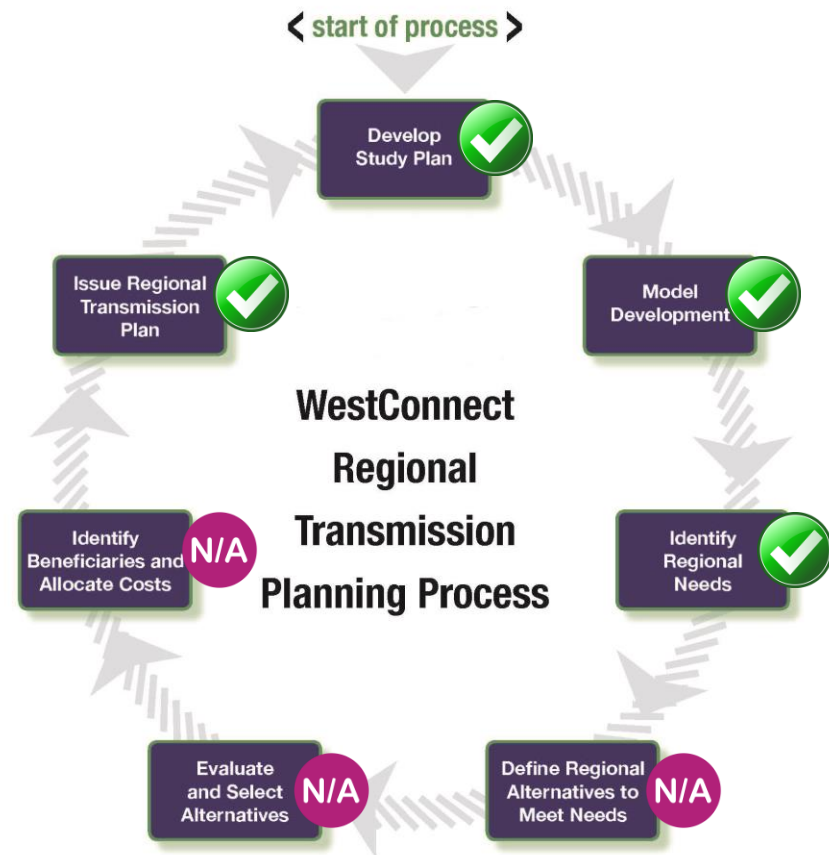 < start of process >
Develop
Study Plan
Model
Development
Identify
Regional
Needs
Define Regional
Alternatives to
Meet Needs
N/A
Evaluate
and Select
Alternatives
N/A
Identify
Beneficiaries and
Allocate Costs
N/A
Issue Regional
Transmission
Plan
WestConnect
Regional
Transmission
Planning Process